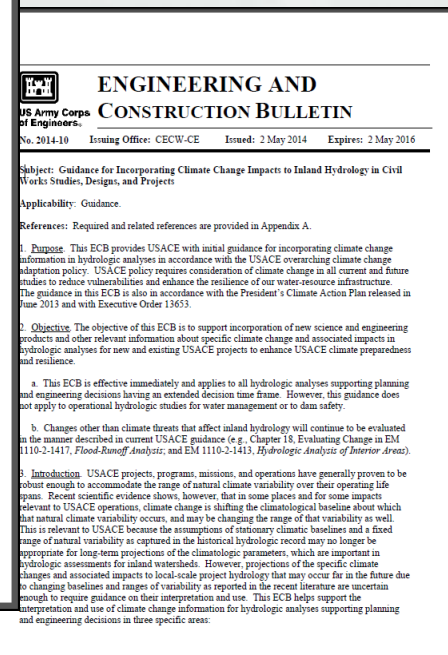 ENGINEERING AND
US Army Corps
of Engineers®
CONSTRUCTION BULLETIN
No. 2014-10 Issuing Office: CECW-CE Issued: 2 May 2014 Expires: 2 May 2016
Subject: Guidance for Incorporating Climate Change Impacts to Inland Hydrology in Civil
Works Studies, Designs, and Projects
Applicability: Guidance.
References: Required and related references are provided in Appendix A.
1. Purpose. This ECB provides USACE with initial guidance for incorporating climate change
information in hydrologic analyses in accordance with the USACE overarching climate change
adaptation policy. USACE policy requires consideration of climate change in all current and future
studies to reduce vulnerabilities and enhance the resilience of our water-resource infrastructure.
The guidance in this ECB is also in accordance with the President's Climate Action Plan released in
June 2013 and with Executive Order 13653.
2. Objective. The objective of this ECB is to support incorporation of new science and engineering
products and other relevant information about specific climate change and associated impacts in
hydrologic analyses for new and existing USACE projects to enhance USACE climate preparedness
and resilience.
a. This ECB is effective immediately and applies to all hydrologic analyses supporting planning
and engineering decisions having an extended decision time frame. However, this guidance does
not apply to operational hydrologic studies for water management or to dam safety.
b. Changes other than climate threats that affect inland hydrology will continue to be evaluated
in the manner described in current USACE guidance (e.g., Chapter 18, Evaluating Change in EM
1110-2-1417, Flood-Runoff Analysis; and EM 1110-2-1413, Hydrologic Analysis of Interior Areas).
3. Introduction. USACE projects, programs, missions, and operations have generally proven to be
robust enough to accommodate the range of natural climate variability over their operating life
spans. Recent scientific evidence shows, however, that in some places and for some impacts
relevant to USACE operations, climate change is shifting the climatological baseline about which
that natural climate variability occurs, and may be changing the range of that variability as well.
This is relevant to USACE because the assumptions of stationary climatic baselines and a fixed
range of natural variability as captured in the historical hydrologic record may no longer be
appropriate for long-term projections of the climatologic parameters, which are important in
hydrologic assessments for inland watersheds. However, projections of the specific climate
changes and associated impacts to local-scale project hydrology that may occur far in the future due
to changing baselines and ranges of variability as reported in the recent literature are uncertain
enough to require guidance on their interpretation and use. This ECB helps support the
interpretation and use of climate change information for hydrologic analyses supporting planning
and engineering decisions in three specific areas: